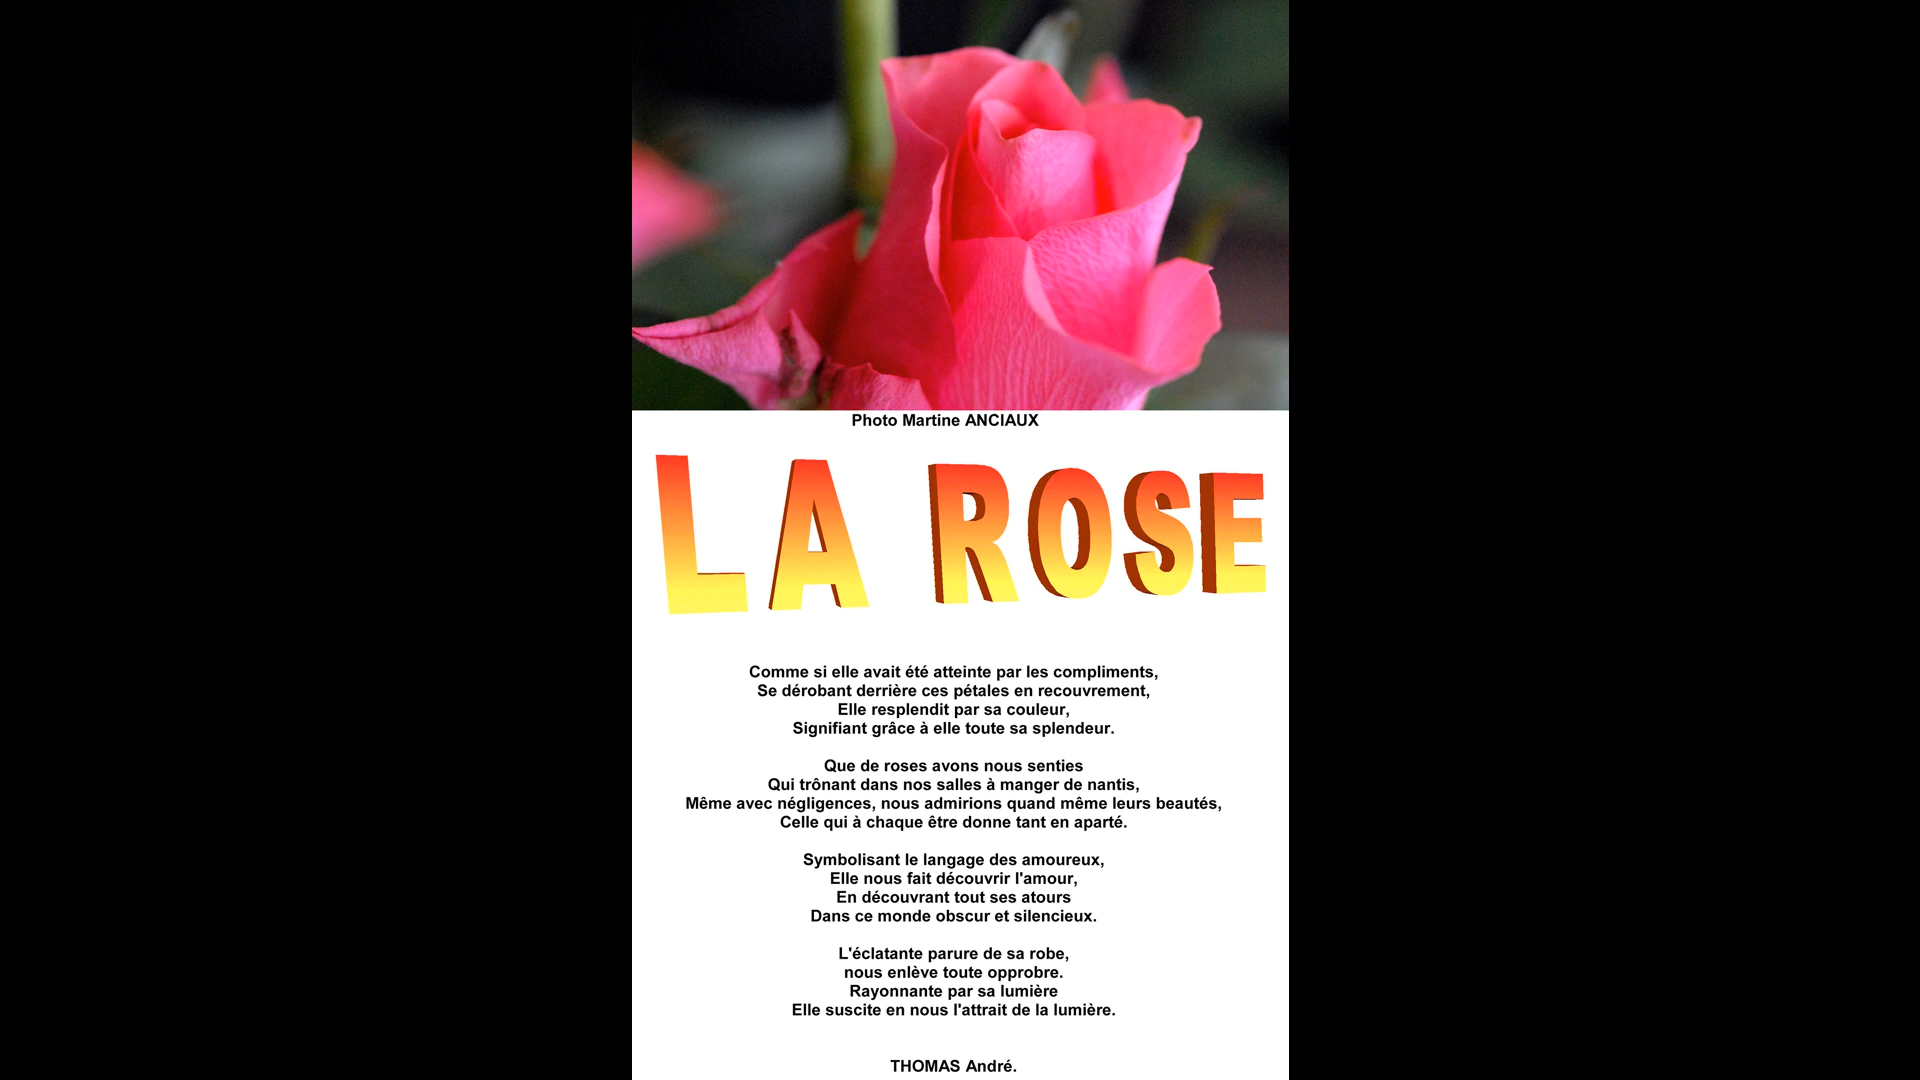 Photo Martine ANCIAUX
LA ROSE
Comme si elle avait été atteinte par les compliments,
Se dérobant derrière ces pétales en recouvrement,
Elle resplendit par sa couleur,
Signifiant grâce à elle toute sa splendeur.
Que de roses avons nous senties
Qui trônant dans nos salles à manger de nantis,
Même avec négligences, nous admirions quand même leurs beautés,
Celle qui à chaque être donne tant en aparté.
Symbolisant le langage des amoureux,
Elle nous fait découvrir l'amour,
En découvrant tout ses atours
Dans ce monde obscur et silencieux.
L'éclatante parure de sa robe,
nous enlève toute opprobre.
Rayonnante par sa lumière
Elle suscite en nous l'attrait de la lumière.
THOMAS André.